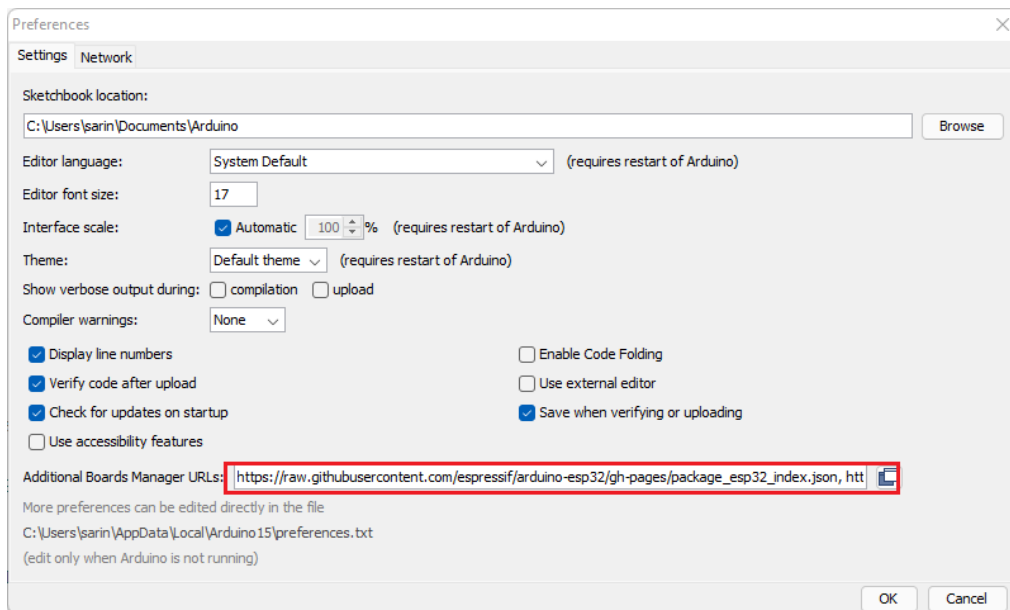 Preferences
Settings Network
Sketchbook location:
C:\Users\sarin\Documents\Arduino Browse
Editor language: System Default (requires restart of Arduino)
Editor font size: 17
Interface scale: Automatic 100 % (requires restart of Arduino)
Theme: Default theme (requires restart of Arduino)
Show verbose output during: compilation upload
Compiler warnings: None
Display line numbers Enable Code Folding
Verify code after upload Use external editor
Check for updates on startup Save when verifying or uploading
Use accessibility features
Additional Boards Manager URLs: https://raw.githubusercontent.com/espressif/arduino-esp32/gh-pages/package_esp32_index.json, htt
More preferences can be edited directly in the file
C:\Users\sarin\AppData\Local\Arduino15\preferences.txt
(edit only when Arduino is not running)
OK Cancel